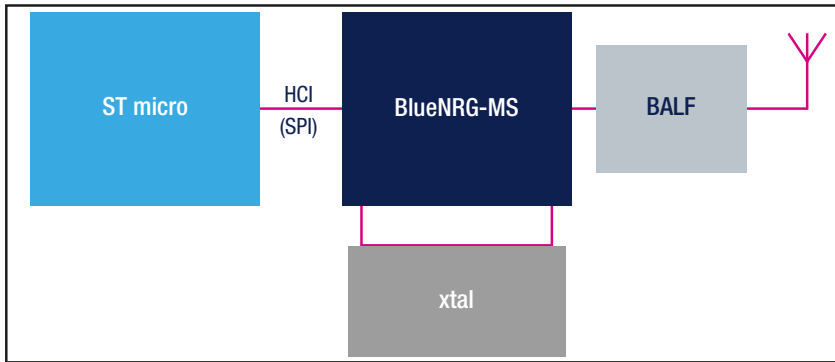 ST micro
HCI
(SPI)
BlueNRG-MS
BALF
xtal